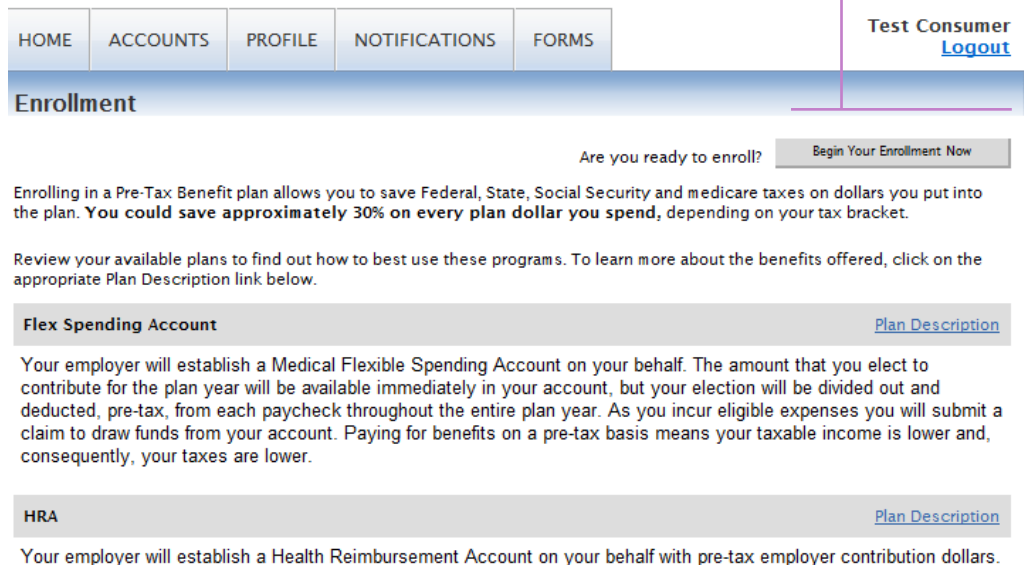 HOME ACCOUNTS PROFILE NOTIFICATIONS FORMS
Test Consumer
Logout
Enrollment
Are you ready to enroll? Begin Your Enrollment Now
Enrolling in a Pre-Tax Benefit plan allows you to save Federal, State, Social Security and medicare taxes on dollars you put into
the plan. You could save approximately 30% on every plan dollar you spend, depending on your tax bracket.
Review your available plans to find out how to best use these programs. To learn more about the benefits offered, click on the
appropriate Plan Description link below.
Flex Spending Account Plan Description
Your employer will establish a Medical Flexible Spending Account on your behalf. The amount that you elect to
contribute for the plan year will be available immediately in your account, but your election will be divided out and
deducted, pre-tax, from each paycheck throughout the entire plan year. As you incur eligible expenses you will submit a
claim to draw funds from your account. Paying for benefits on a pre-tax basis means your taxable income is lower and,
consequently, your taxes are lower.
HRA Plan Description
Your employer will establish a Health Reimbursement Account on your behalf with pre-tax employer contribution dollars.